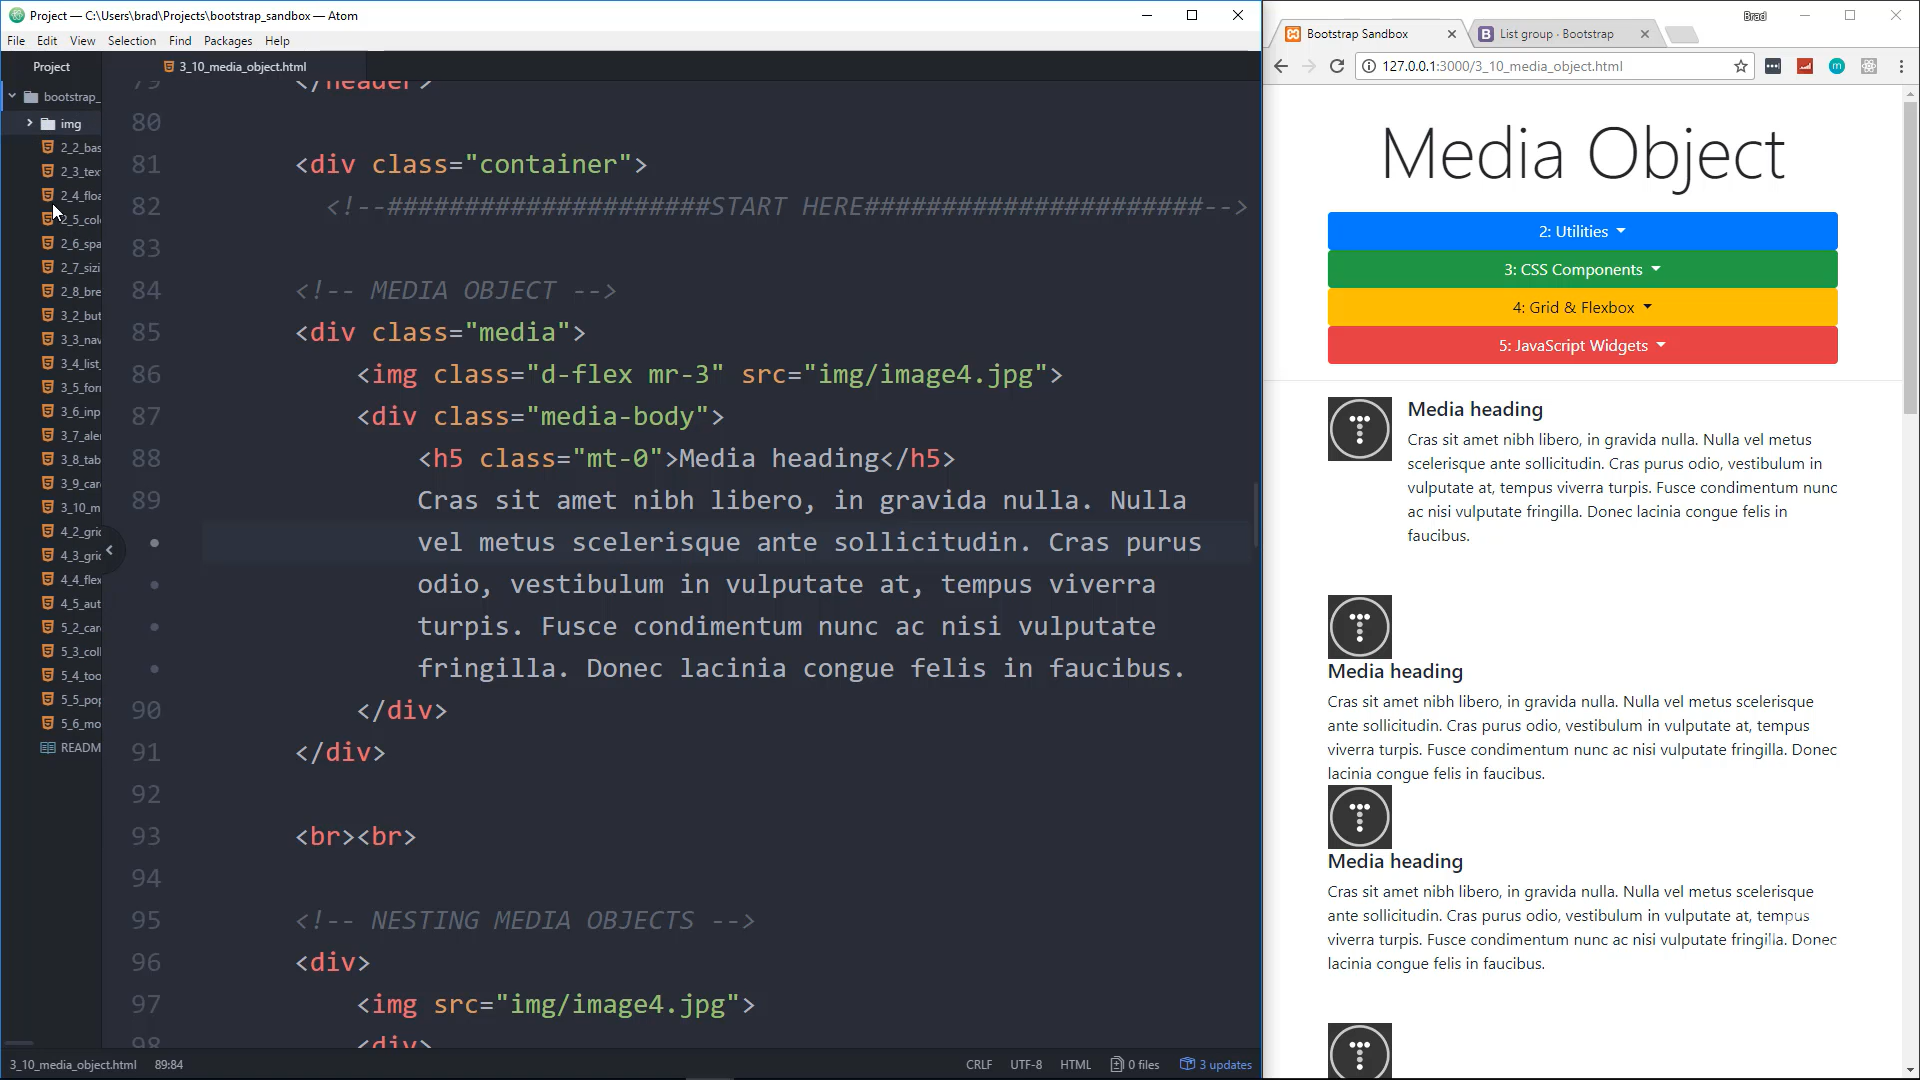 Project — C:\Users\brad\Projects\bootstrap_sandbox — Atom
File Edit View Selection Find Packages Help
Project
3_10_media_object.html
bootstrap_
img
2_2_bas
2_3_tex
2_4_floa
2_5_colo
2_6_spa
2_7_sizi
2_8_bre
3_2_but
3_3_nav
3_4_list_
3_5_forr
3_6_inp
3_7_aler
3_8_tab
3_9_car
3_10_m
4_2_grid
4_3_grid
4_4_flex
4_5_aut
5_2_car
5_3_coll
5_4_too
5_5_pop
5_6_mo
READM
79 </header>
80
81 <div class="container">
82 <!--#####################START HERE######################-->
83
84 <!-- MEDIA OBJECT -->
85 <div class="media">
86 <img class="d-flex mr-3" src="img/image4.jpg">
87 <div class="media-body">
88 <h5 class="mt-0">Media heading</h5>
89 Cras sit amet nibh libero, in gravida nulla. Nulla
vel metus scelerisque ante sollicitudin. Cras purus
odio, vestibulum in vulputate at, tempus viverra
turpis. Fusce condimentum nunc ac nisi vulputate
fringilla. Donec lacinia congue felis in faucibus.
90 </div>
91 </div>
92
93 <br><br>
94
95 <!-- NESTING MEDIA OBJECTS -->
96 <div>
97 <img src="img/image4.jpg">
98 <div>
3_10_media_object.html 89:84 CRLF UTF-8 HTML 0 files 3 updates
Brad
Bootstrap Sandbox
List group · Bootstrap
127.0.0.1:3000/3_10_media_object.html
Media Object
2: Utilities
3: CSS Components
4: Grid & Flexbox
5: JavaScript Widgets
Media heading
Cras sit amet nibh libero, in gravida nulla. Nulla vel metus
scelerisque ante sollicitudin. Cras purus odio, vestibulum in
vulputate at, tempus viverra turpis. Fusce condimentum nunc
ac nisi vulputate fringilla. Donec lacinia congue felis in
faucibus.
Media heading
Cras sit amet nibh libero, in gravida nulla. Nulla vel metus scelerisque
ante sollicitudin. Cras purus odio, vestibulum in vulputate at, tempus
viverra turpis. Fusce condimentum nunc ac nisi vulputate fringilla. Donec
lacinia congue felis in faucibus.
Media heading
Cras sit amet nibh libero, in gravida nulla. Nulla vel metus scelerisque
ante sollicitudin. Cras purus odio, vestibulum in vulputate at, tempus
viverra turpis. Fusce condimentum nunc ac nisi vulputate fringilla. Donec
lacinia congue felis in faucibus.